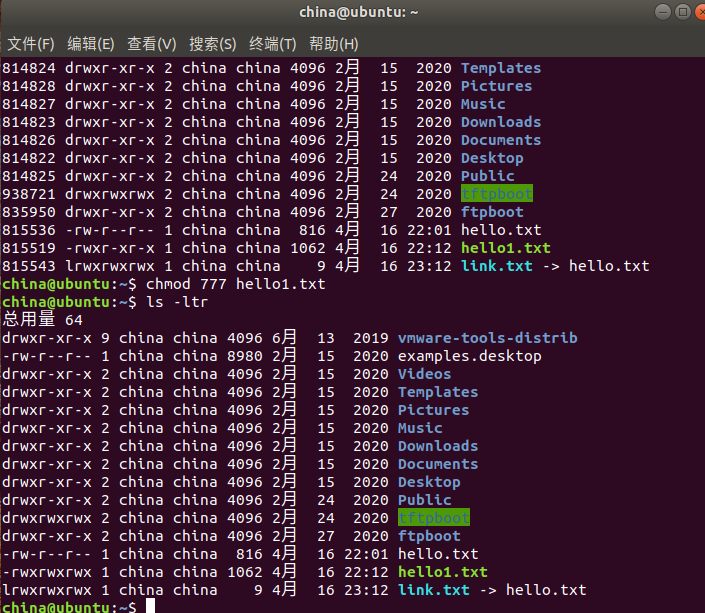 china@ubuntu: ~
文件(F) 编辑(E) 查看(V) 搜索(S) 终端(T) 帮助(H)
814824 drwxr-xr-x 2 china china 4096 2月 15 2020 Templates
814828 drwxr-xr-x 2 china china 4096 2月 15 2020 Pictures
814827 drwxr-xr-x 2 china china 4096 2月 15 2020 Music
814823 drwxr-xr-x 2 china china 4096 2月 15 2020 Downloads
814826 drwxr-xr-x 2 china china 4096 2月 15 2020 Documents
814822 drwxr-xr-x 2 china china 4096 2月 15 2020 Desktop
814825 drwxr-xr-x 2 china china 4096 2月 24 2020 Public
938721 drwxrwxrwx 2 china china 4096 2月 24 2020 tftpboot
835950 drwxr-xr-x 2 china china 4096 2月 27 2020 ftpboot
815536 -rw-r--r-- 1 china china 816 4月 16 22:01 hello.txt
815519 -rwxr-xr-x 1 china china 1062 4月 16 22:12 hello1.txt
815543 lrwxrwxrwx 1 china china 9 4月 16 23:12 link.txt -> hello.txt
china@ubuntu:~$ chmod 777 hello1.txt
china@ubuntu:~$ ls -ltr
总用量 64
drwxr-xr-x 9 china china 4096 6月 13 2019 vmware-tools-distrib
-rw-r--r-- 1 china china 8980 2月 15 2020 examples.desktop
drwxr-xr-x 2 china china 4096 2月 15 2020 Videos
drwxr-xr-x 2 china china 4096 2月 15 2020 Templates
drwxr-xr-x 2 china china 4096 2月 15 2020 Pictures
drwxr-xr-x 2 china china 4096 2月 15 2020 Music
drwxr-xr-x 2 china china 4096 2月 15 2020 Downloads
drwxr-xr-x 2 china china 4096 2月 15 2020 Documents
drwxr-xr-x 2 china china 4096 2月 15 2020 Desktop
drwxr-xr-x 2 china china 4096 2月 24 2020 Public
drwxrwxrwx 2 china china 4096 2月 24 2020 tftpboot
drwxr-xr-x 2 china china 4096 2月 27 2020 ftpboot
-rw-r--r-- 1 china china 816 4月 16 22:01 hello.txt
-rwxrwxrwx 1 china china 1062 4月 16 22:12 hello1.txt
lrwxrwxrwx 1 china china 9 4月 16 23:12 link.txt -> hello.txt
china@ubuntu:~$